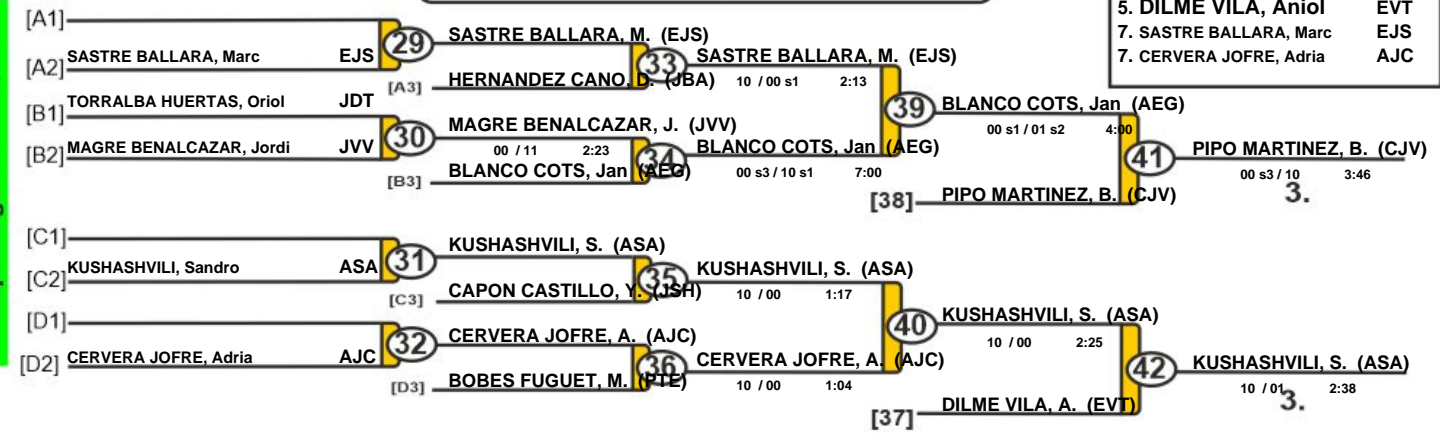 5. DILME VILA, Aniol EVT
7. SASTRE BALLARA, Marc EJS
7. CERVERA JOFRE, Adria AJC
[A1]
[A2] SASTRE BALLARA, Marc EJS
29
SASTRE BALLARA, M. (EJS)
[A3] HERNANDEZ CANO, D. (JBA)
33
SASTRE BALLARA, M. (EJS)
10 / 00 s1 2:13
[B1] TORRALBA HUERTAS, Oriol JDT
[B2] MAGRE BENALCAZAR, Jordi JVV
30
MAGRE BENALCAZAR, J. (JVV)
00 / 11 2:23
[B3] BLANCO COTS, Jan (AEG)
34
BLANCO COTS, Jan (AEG)
00 s3 / 10 s1 7:00
39
BLANCO COTS, Jan (AEG)
00 s1 / 01 s2 4:00
[38] PIPO MARTINEZ, B. (CJV)
41
PIPO MARTINEZ, B. (CJV)
00 s3 / 10 3:46
3.
[C1]
[C2] KUSHASHVILI, Sandro ASA
31
KUSHASHVILI, S. (ASA)
[C3] CAPON CASTILLO, Y. (JSH)
35
KUSHASHVILI, S. (ASA)
10 / 00 1:17
[D1]
[D2] CERVERA JOFRE, Adria AJC
32
CERVERA JOFRE, A. (AJC)
[D3] BOBES FUGUET, M. (PTE)
36
CERVERA JOFRE, A. (AJC)
10 / 00 1:04
40
KUSHASHVILI, S. (ASA)
10 / 00 2:25
[37] DILME VILA, A. (EVT)
42
KUSHASHVILI, S. (ASA)
10 / 01 2:38
3.